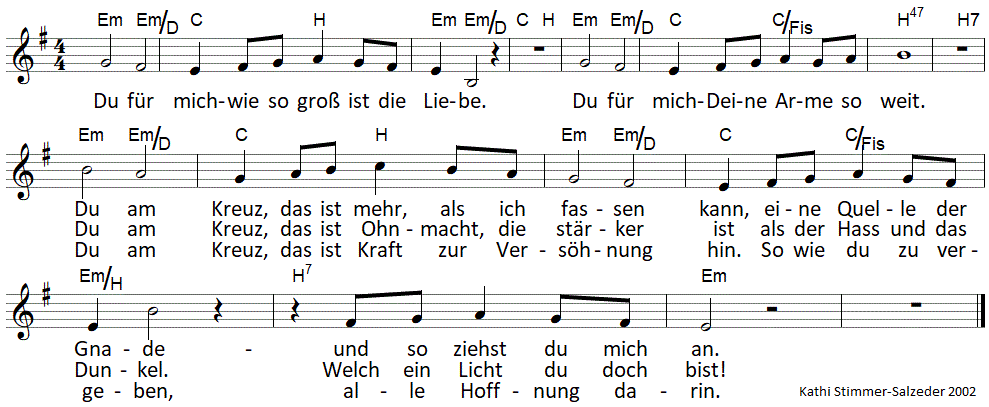 Em Em/D C H Em Em/D C H Em Em/D C C/Fis H47 H7
4 4
Du für mich-wie so groß ist die Lie-be. Du für mich-Dei-ne Ar-me so weit.
Em Em/D C H Em Em/D C C/Fis
Du am Kreuz, das ist mehr, als ich fas - sen kann, ei - ne Quel - le der
Du am Kreuz, das ist Ohn - macht, die stär - ker ist als der Hass und das
Du am Kreuz, das ist Kraft zur Ver - söh - nung hin. So wie du zu ver -
Em/H H7 Em
Gna - de - und so ziehst du mich an.
Dun - kel. Welch ein Licht du doch bist!
ge - ben, al - le Hoff - nung da - rin.
Kathi Stimmer-Salzeder 2002